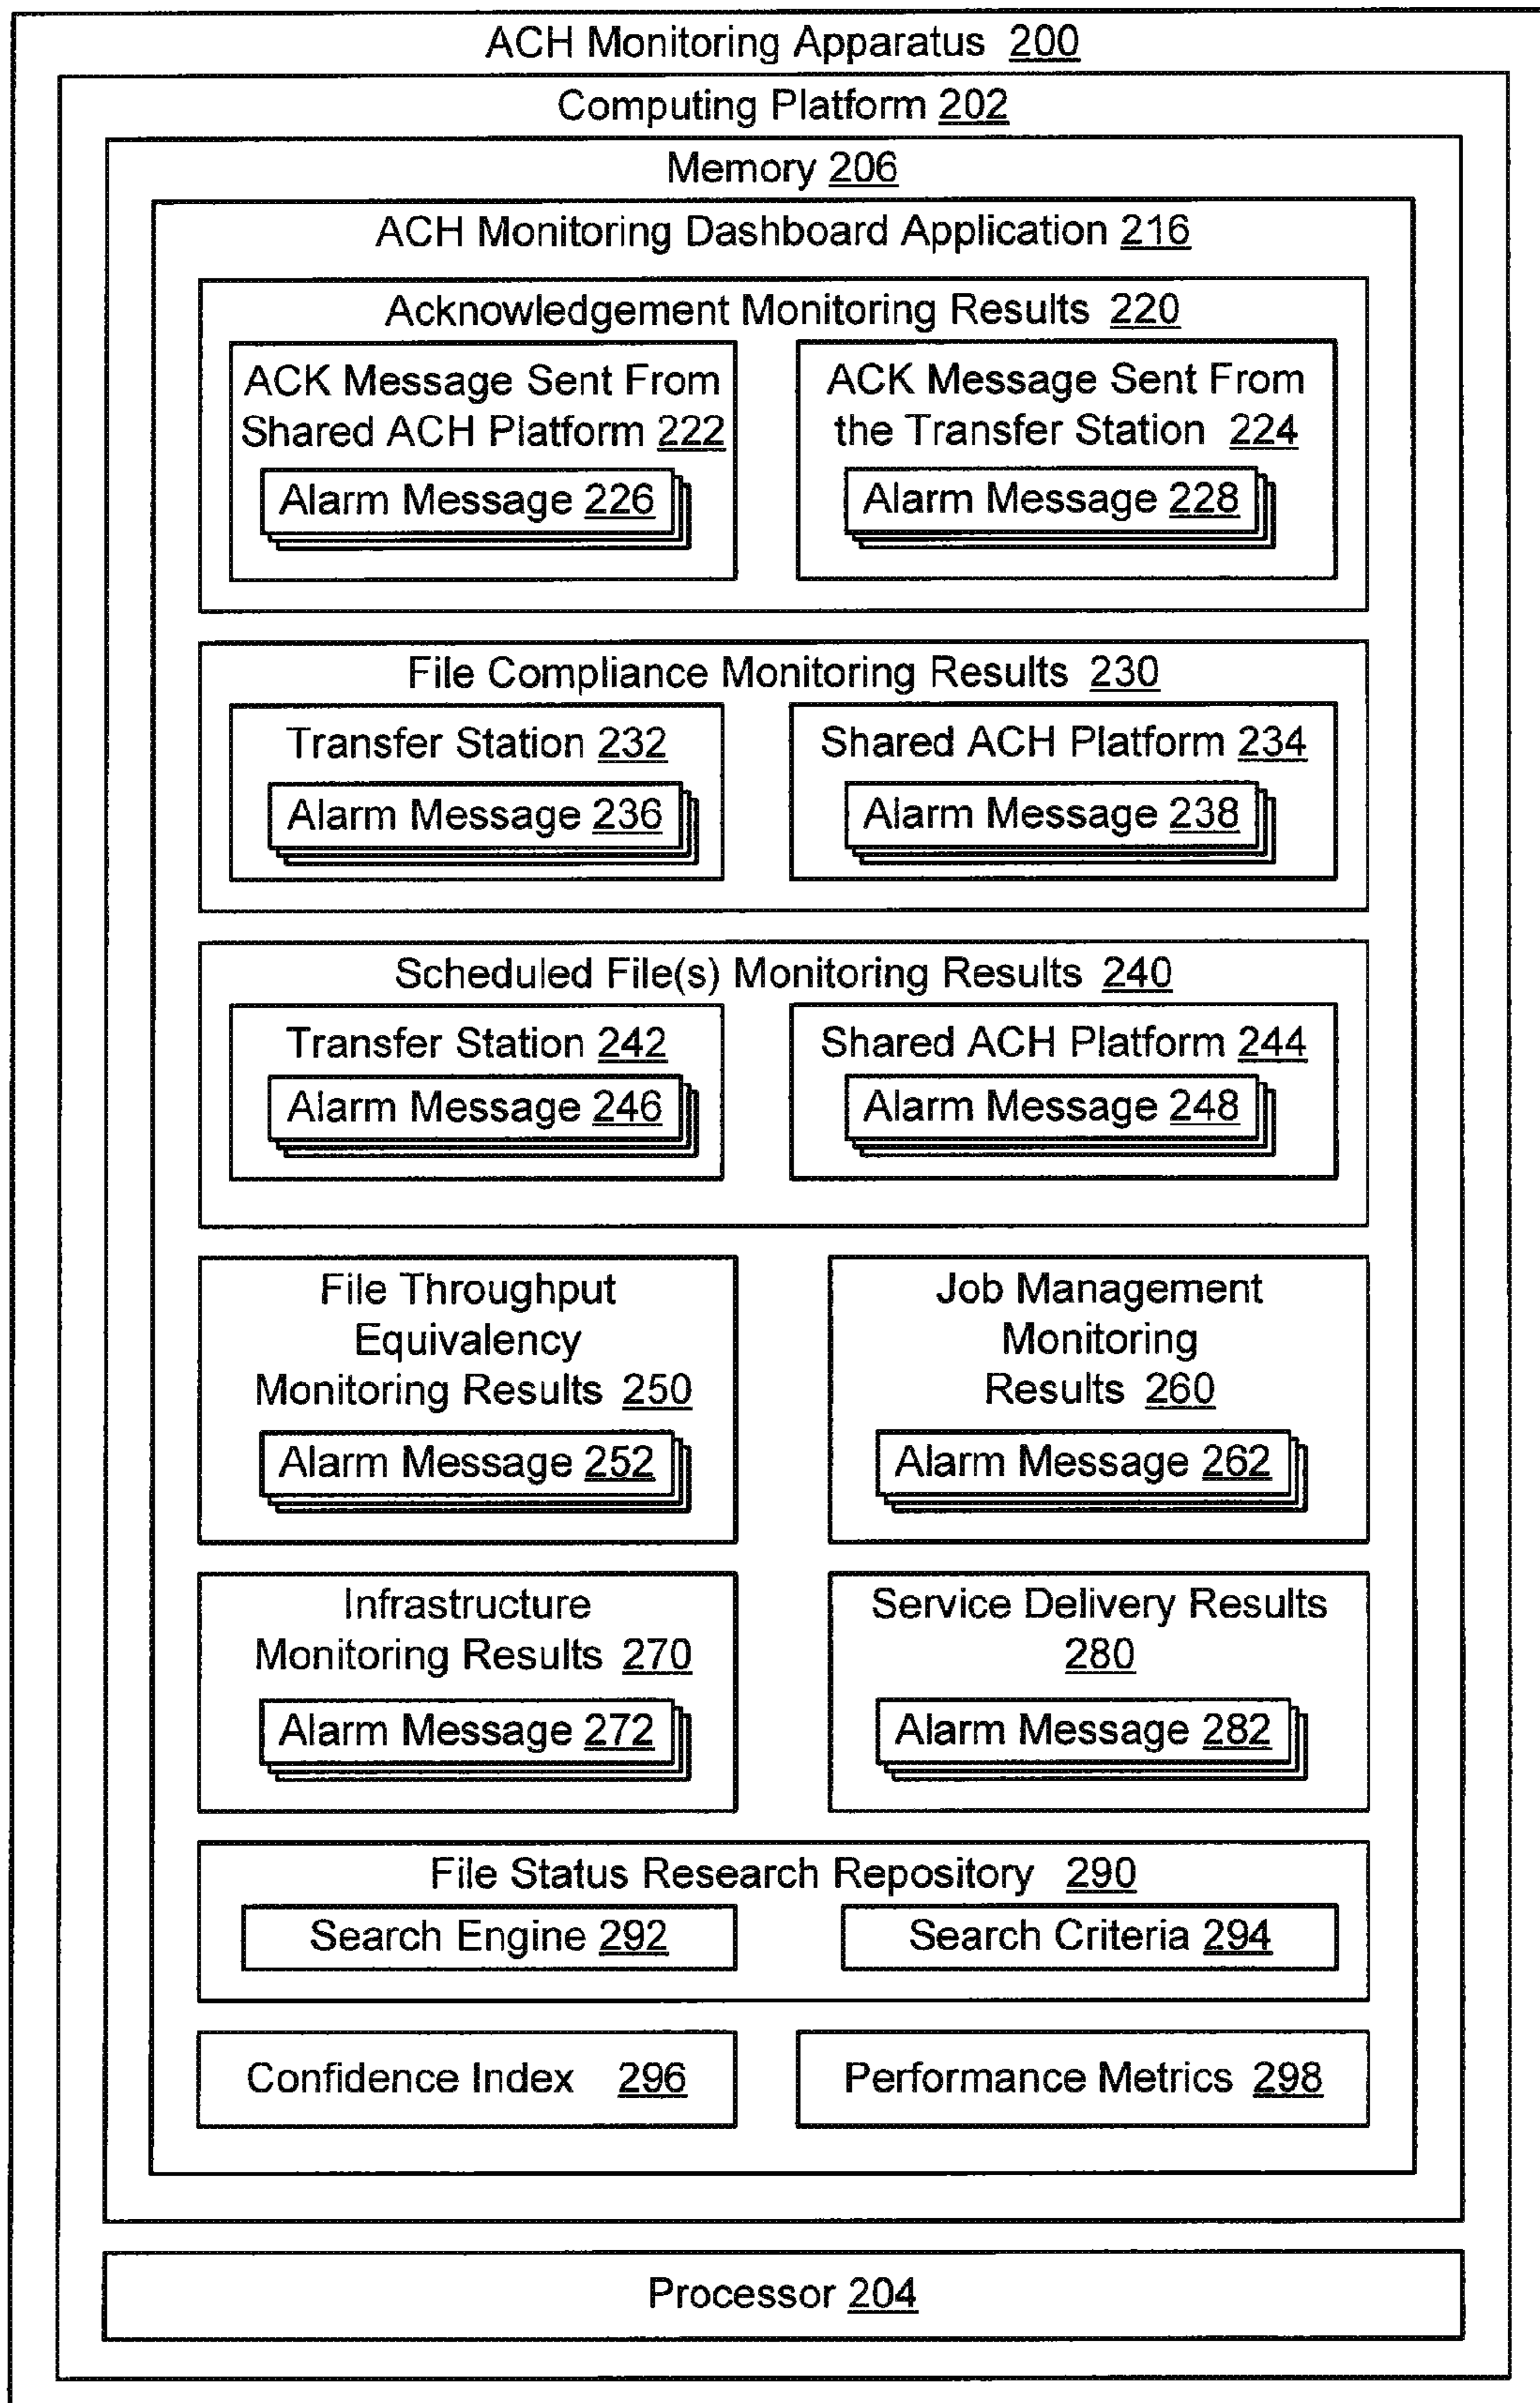 ACH Monitoring Apparatus 200
Computing Platform 202
Memory 206
ACH Monitoring Dashboard Application 216
Acknowledgement Monitoring Results 220
ACK Message Sent From
Shared ACH Platform 222
Alarm Message 226
ACK Message Sent From
the Transfer Station 224
Alarm Message 228
File Compliance Monitoring Results 230
Transfer Station 232
Alarm Message 236
Shared ACH Platform 234
Alarm Message 238
Scheduled File(s) Monitoring Results 240
Transfer Station 242
Alarm Message 246
Shared ACH Platform 244
Alarm Message 248
File Throughput
Equivalency
Monitoring Results 250
Alarm Message 252
Job Management
Monitoring
Results 260
Alarm Message 262
Infrastructure
Monitoring Results 270
Alarm Message 272
Service Delivery Results
280
Alarm Message 282
File Status Research Repository 290
Search Engine 292
Search Criteria 294
Confidence Index 296
Performance Metrics 298
Processor 204